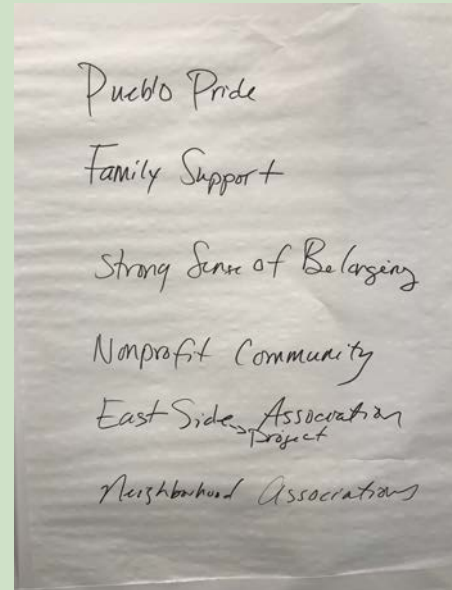 Pueblo Pride
Family Support
Strong Sense of Belonging
Nonprofit Community
East Side Association
project
Neighborhood Associations